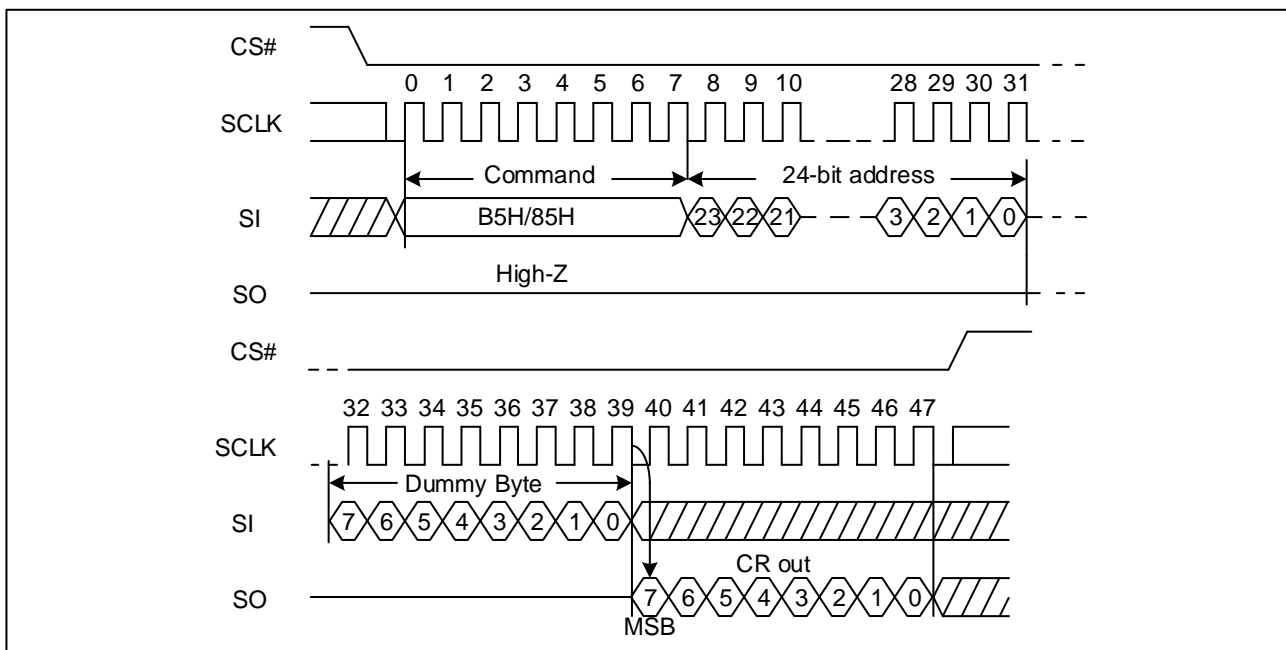 CS#
0 1 2 3 4 5 6 7 8 9 10 28 29 30 31
SCLK
Command 24-bit address
SI B5H/85H 23 22 21 3 2 1 0
High-Z
SO
CS#
32 33 34 35 36 37 38 39 40 41 42 43 44 45 46 47
SCLK
Dummy Byte
SI 7 6 5 4 3 2 1 0
CR out
SO 7 6 5 4 3 2 1 0
MSB